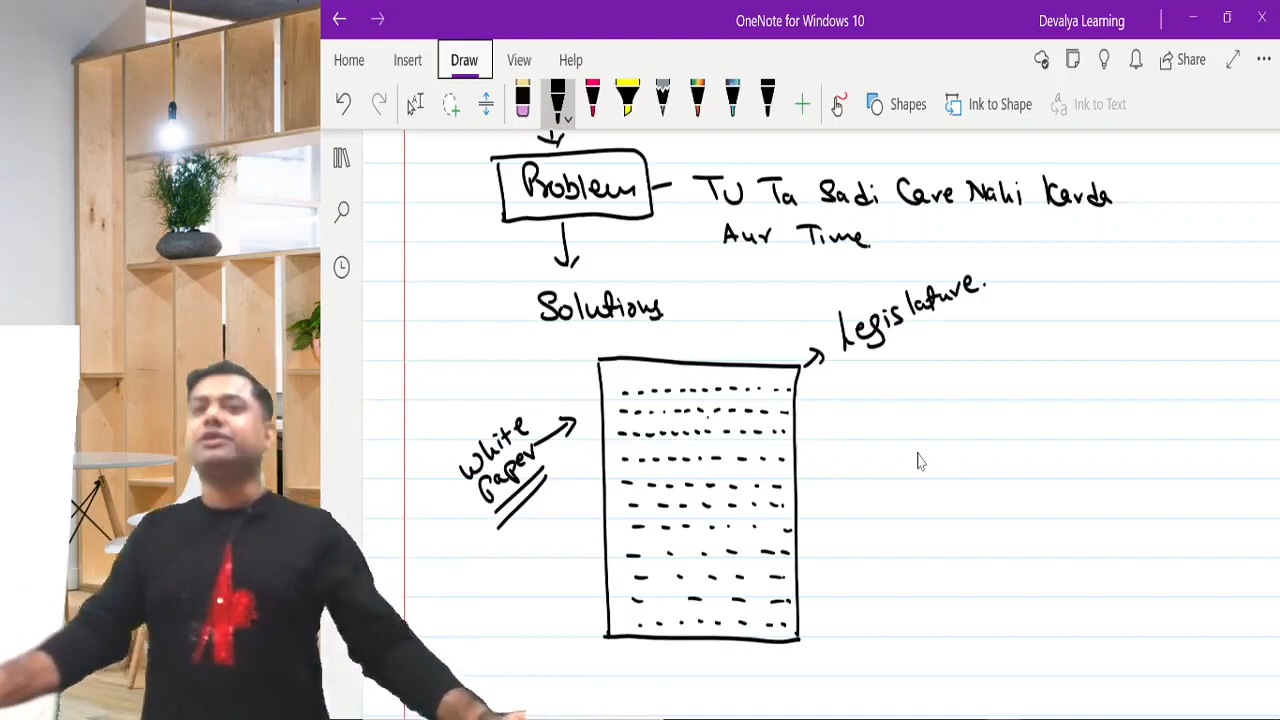 OneNote for Windows 10
Devalya Learning
Home Insert Draw View Help
Share
Shapes
Ink to Shape
Ink to Text
Problem - TU Ta Sadi Care Nahi Karda
Aur Time
Solutions
Legislature.
White
Paper